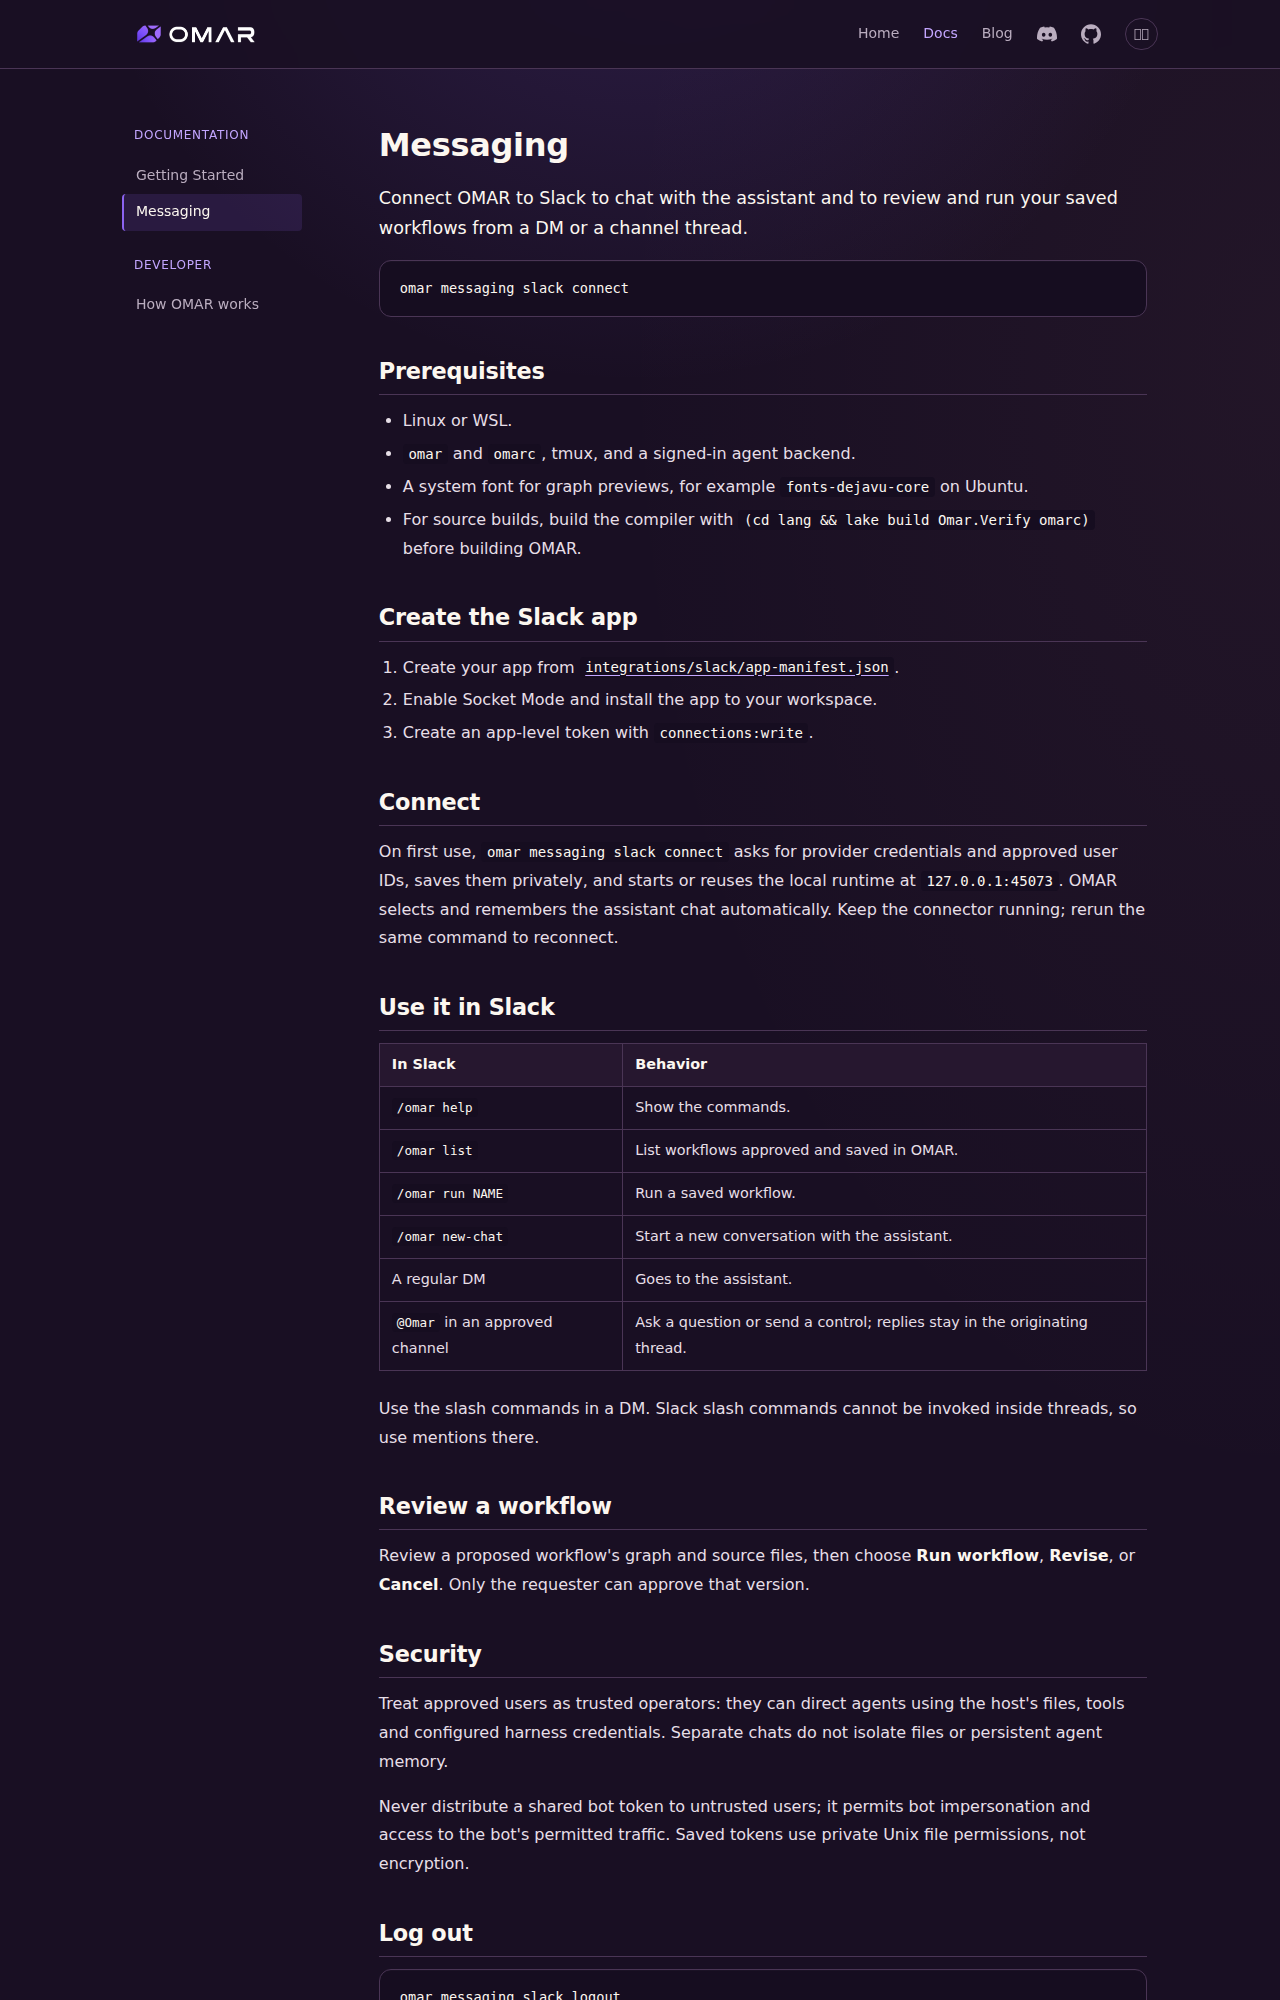 OMAR
Home
Docs
Blog
DOCUMENTATION
Getting Started
Messaging
DEVELOPER
How OMAR works
Messaging
Connect OMAR to Slack to chat with the assistant and to review and run your saved
workflows from a DM or a channel thread.
omar messaging slack connect
Prerequisites
• Linux or WSL.
• omar and omarc, tmux, and a signed-in agent backend.
• A system font for graph previews, for example fonts-dejavu-core on Ubuntu.
• For source builds, build the compiler with (cd lang && lake build Omar.Verify omarc)
before building OMAR.
Create the Slack app
1. Create your app from integrations/slack/app-manifest.json.
2. Enable Socket Mode and install the app to your workspace.
3. Create an app-level token with connections:write.
Connect
On first use, omar messaging slack connect asks for provider credentials and approved user
IDs, saves them privately, and starts or reuses the local runtime at 127.0.0.1:45073. OMAR
selects and remembers the assistant chat automatically. Keep the connector running; rerun the
same command to reconnect.
Use it in Slack
In Slack
Behavior
/omar help
Show the commands.
/omar list
List workflows approved and saved in OMAR.
/omar run NAME
Run a saved workflow.
/omar new-chat
Start a new conversation with the assistant.
A regular DM
Goes to the assistant.
@Omar in an approved
channel
Ask a question or send a control; replies stay in the originating
thread.
Use the slash commands in a DM. Slack slash commands cannot be invoked inside threads, so
use mentions there.
Review a workflow
Review a proposed workflow's graph and source files, then choose Run workflow, Revise, or
Cancel. Only the requester can approve that version.
Security
Treat approved users as trusted operators: they can direct agents using the host's files, tools
and configured harness credentials. Separate chats do not isolate files or persistent agent
memory.
Never distribute a shared bot token to untrusted users; it permits bot impersonation and
access to the bot's permitted traffic. Saved tokens use private Unix file permissions, not
encryption.
Log out
omar messaging slack logout